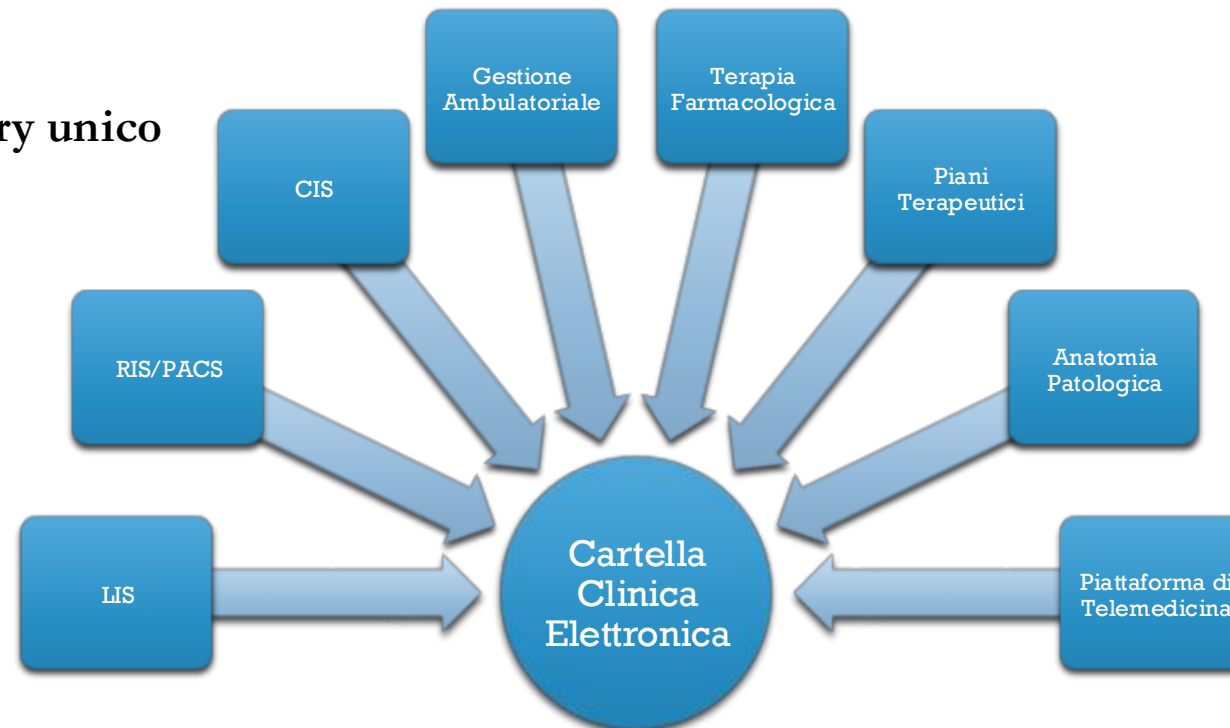 ry unico
Gestione
Ambulatoriale
Terapia
Farmacologica
CIS
Piani
Terapeutici
RIS/PACS
Anatomia
Patologica
LIS
Cartella
Clinica
Elettronica
Piattaforma di
Telemedicina